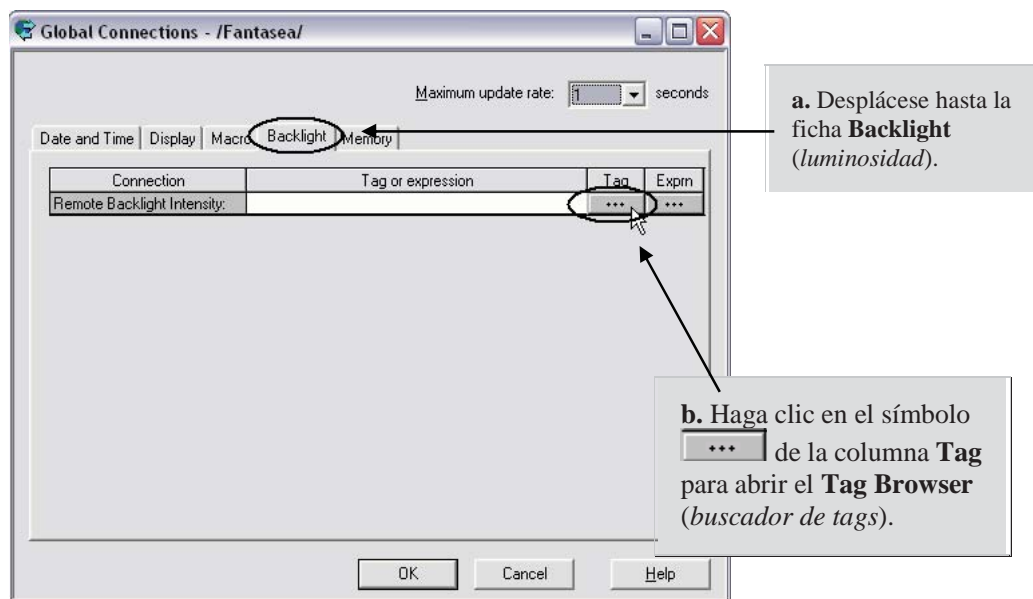 Global Connections - /Fantasea/
Maximum update rate: 1 seconds
Date and Time Display Macro Backlight Memory
Connection Tag or expression Tag Exprn
Remote Backlight Intensity: ... ...
OK Cancel Help
a. Desplácese hasta la
ficha Backlight
(luminosidad).
b. Haga clic en el símbolo
... de la columna Tag
para abrir el Tag Browser
(buscador de tags).